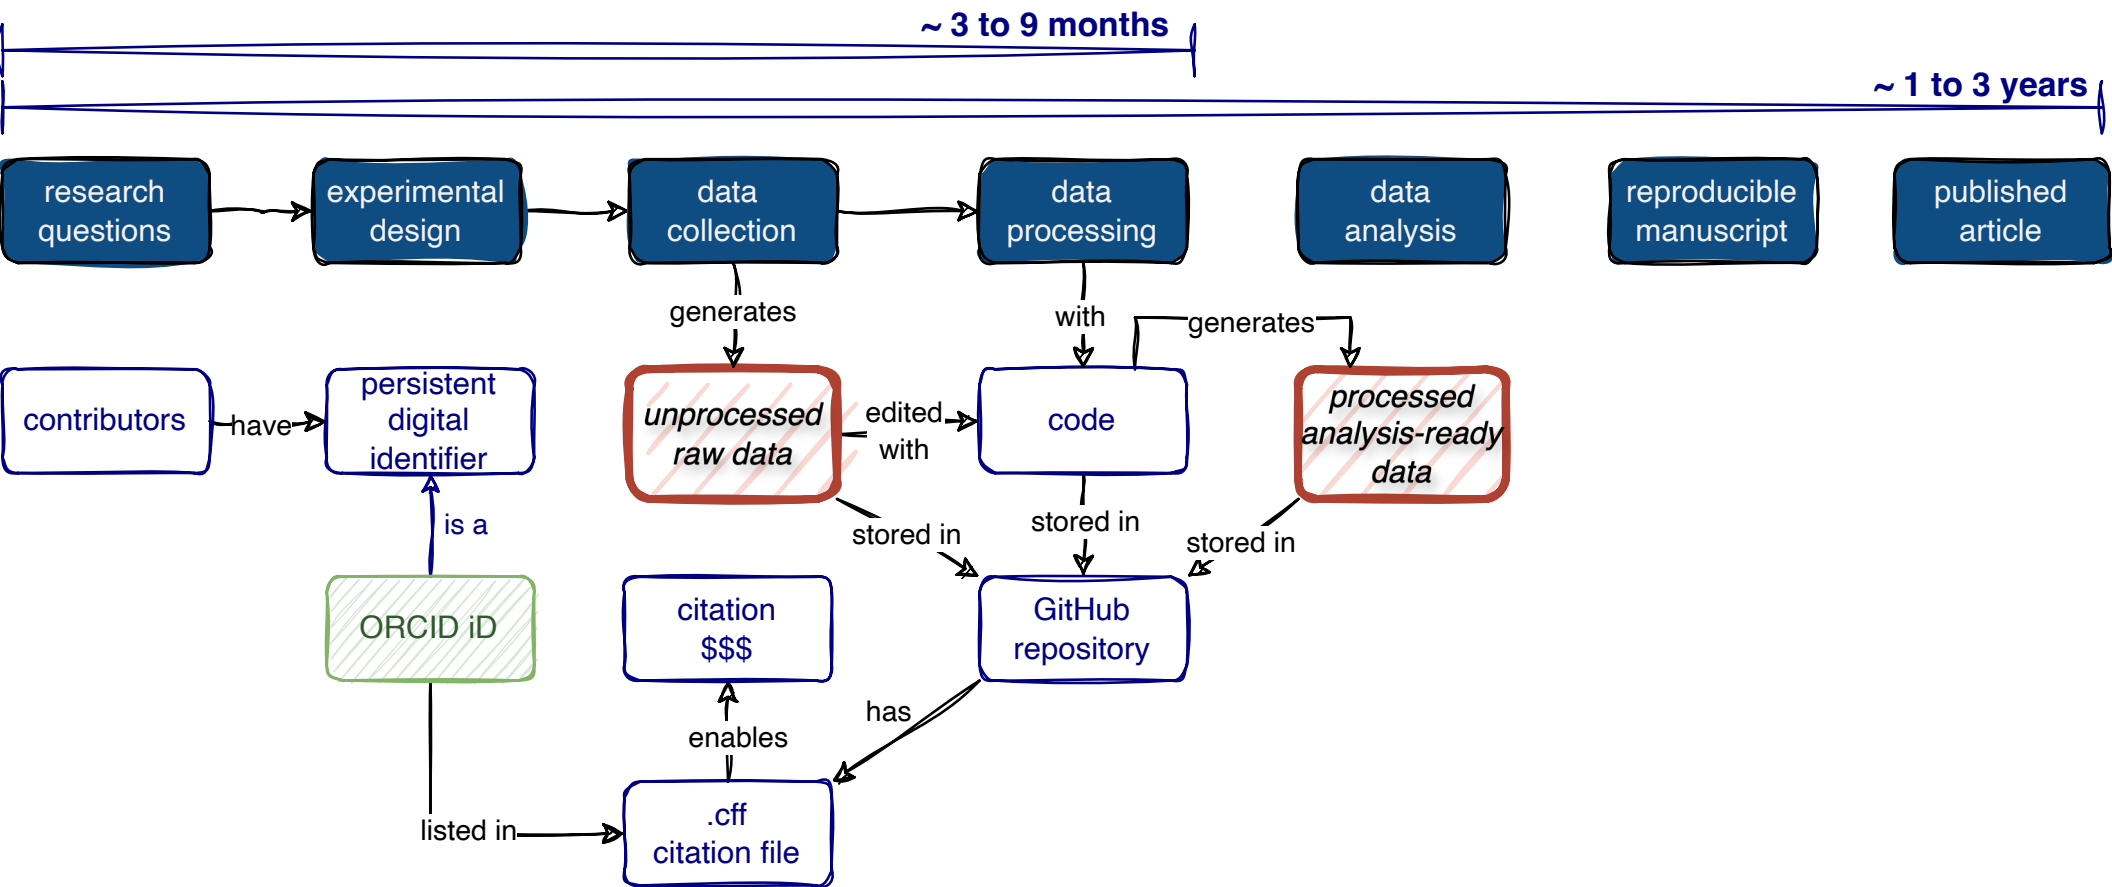 ~ 3 to 9 months
~ 1 to 3 years
research
questions
experimental
design
data
collection
data
processing
data
analysis
reproducible
manuscript
published
article
generates
with
generates
contributors
have
persistent
digital
identifier
unprocessed
raw data
edited
with
code
processed
analysis-ready
data
is a
stored in
stored in
stored in
ORCID iD
citation
$$$
GitHub
repository
has
enables
listed in
.cff
citation file